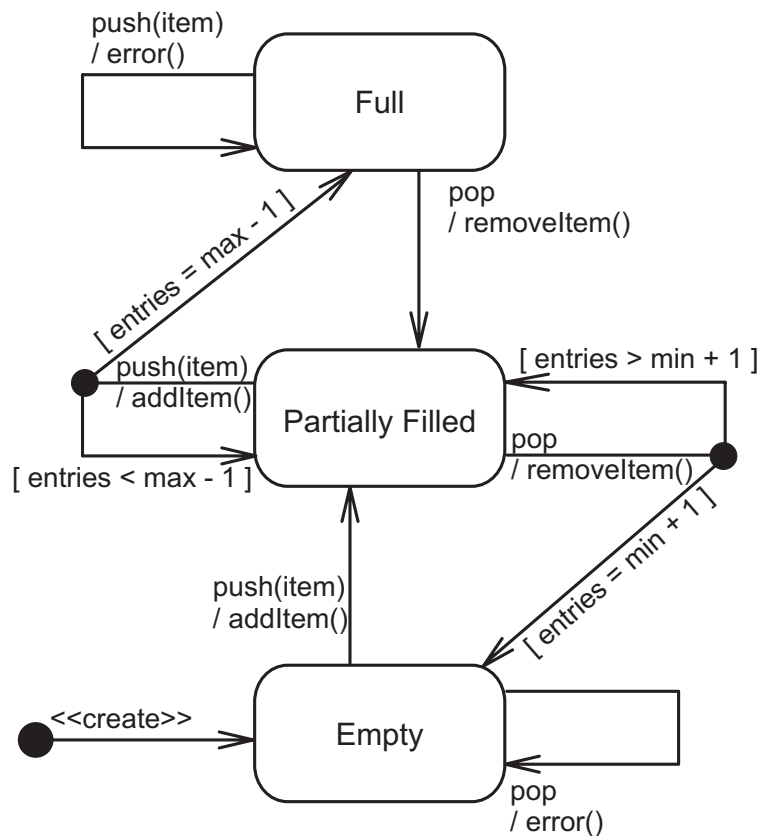 push(item)
/ error()
Full
[ entries = max - 1 ]
pop
/ removeItem()
push(item)
/ addItem()
[ entries < max - 1 ]
Partially Filled
[ entries > min + 1 ]
pop
/ removeItem()
[ entries = min + 1 ]
push(item)
/ addItem()
<<create>>
Empty
pop
/ error()